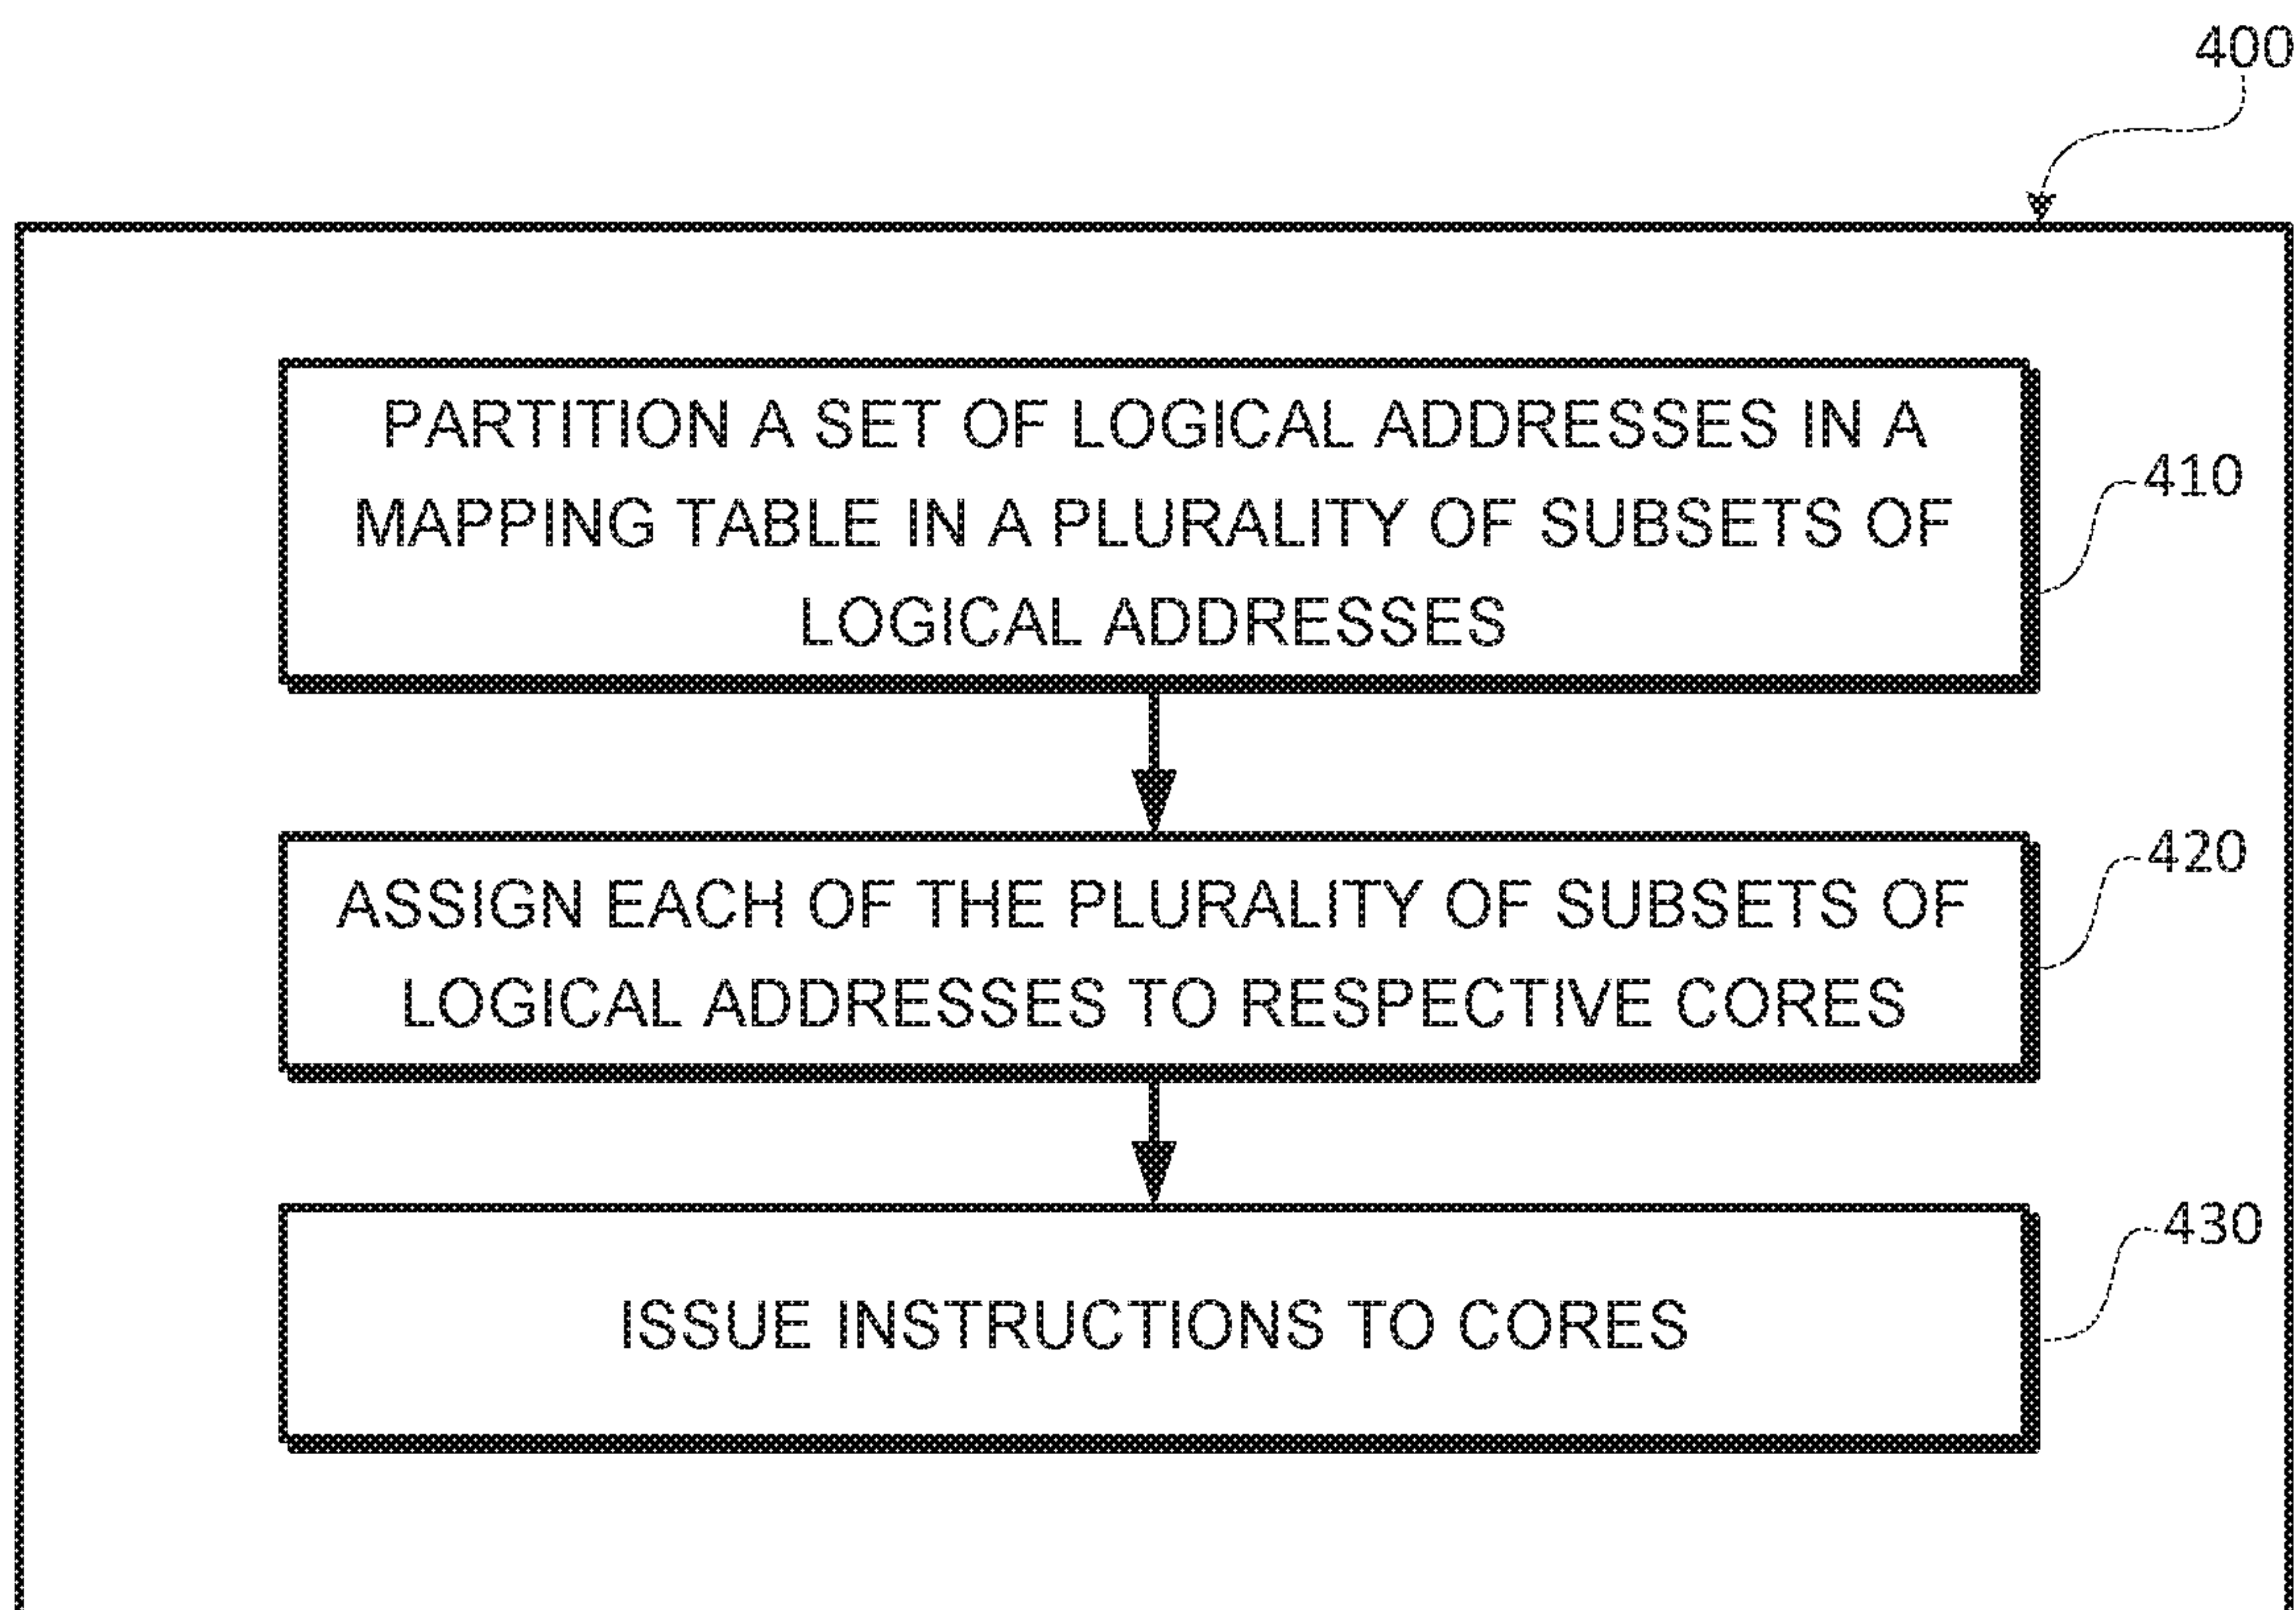 400
PARTITION A SET OF LOGICAL ADDRESSES IN A
MAPPING TABLE IN A PLURALITY OF SUBSETS OF
LOGICAL ADDRESSES
410
ASSIGN EACH OF THE PLURALITY OF SUBSETS OF
LOGICAL ADDRESSES TO RESPECTIVE CORES
420
ISSUE INSTRUCTIONS TO CORES
430